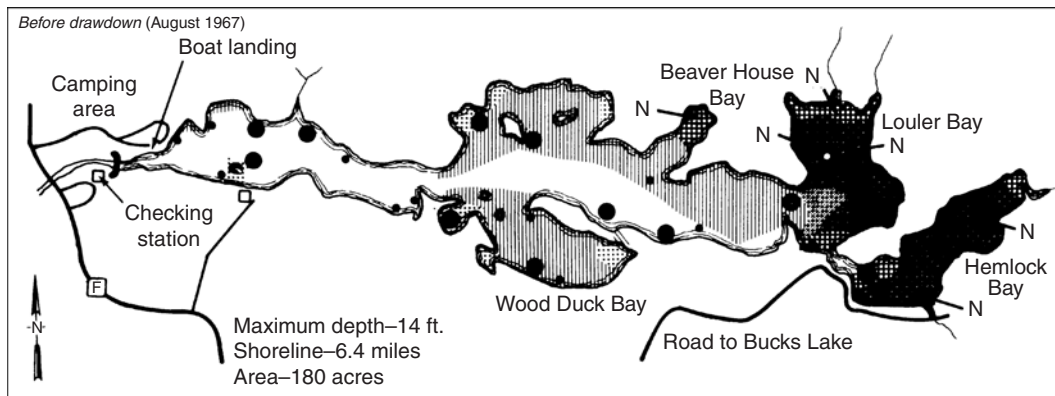 Before drawdown (August 1967)
Boat landing
Camping
area
Beaver House
Bay
N
N
N
Louler Bay
N
N
Checking
station
N
Hemlock
Bay
F
N
Wood Duck Bay
-N-
Maximum depth–14 ft.
Shoreline–6.4 miles
Area–180 acres
Road to Bucks Lake